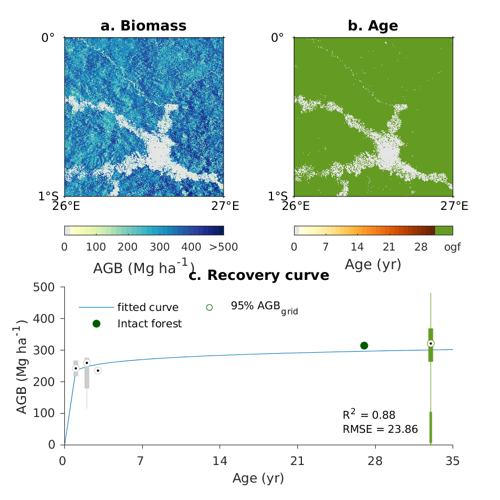 a. Biomass
b. Age
0°
0°
1°S
1°S
26°E
27°E
26°E
27°E
0 100 200 300 400 >500
0 7 14 21 28 ogf
AGB (Mg ha⁻¹)
Age (yr)
c. Recovery curve
500
400
300
200
100
0
AGB (Mg ha⁻¹)
fitted curve
95% AGB_grid
Intact forest
R² = 0.88
RMSE = 23.86
0 7 14 21 28 35
Age (yr)